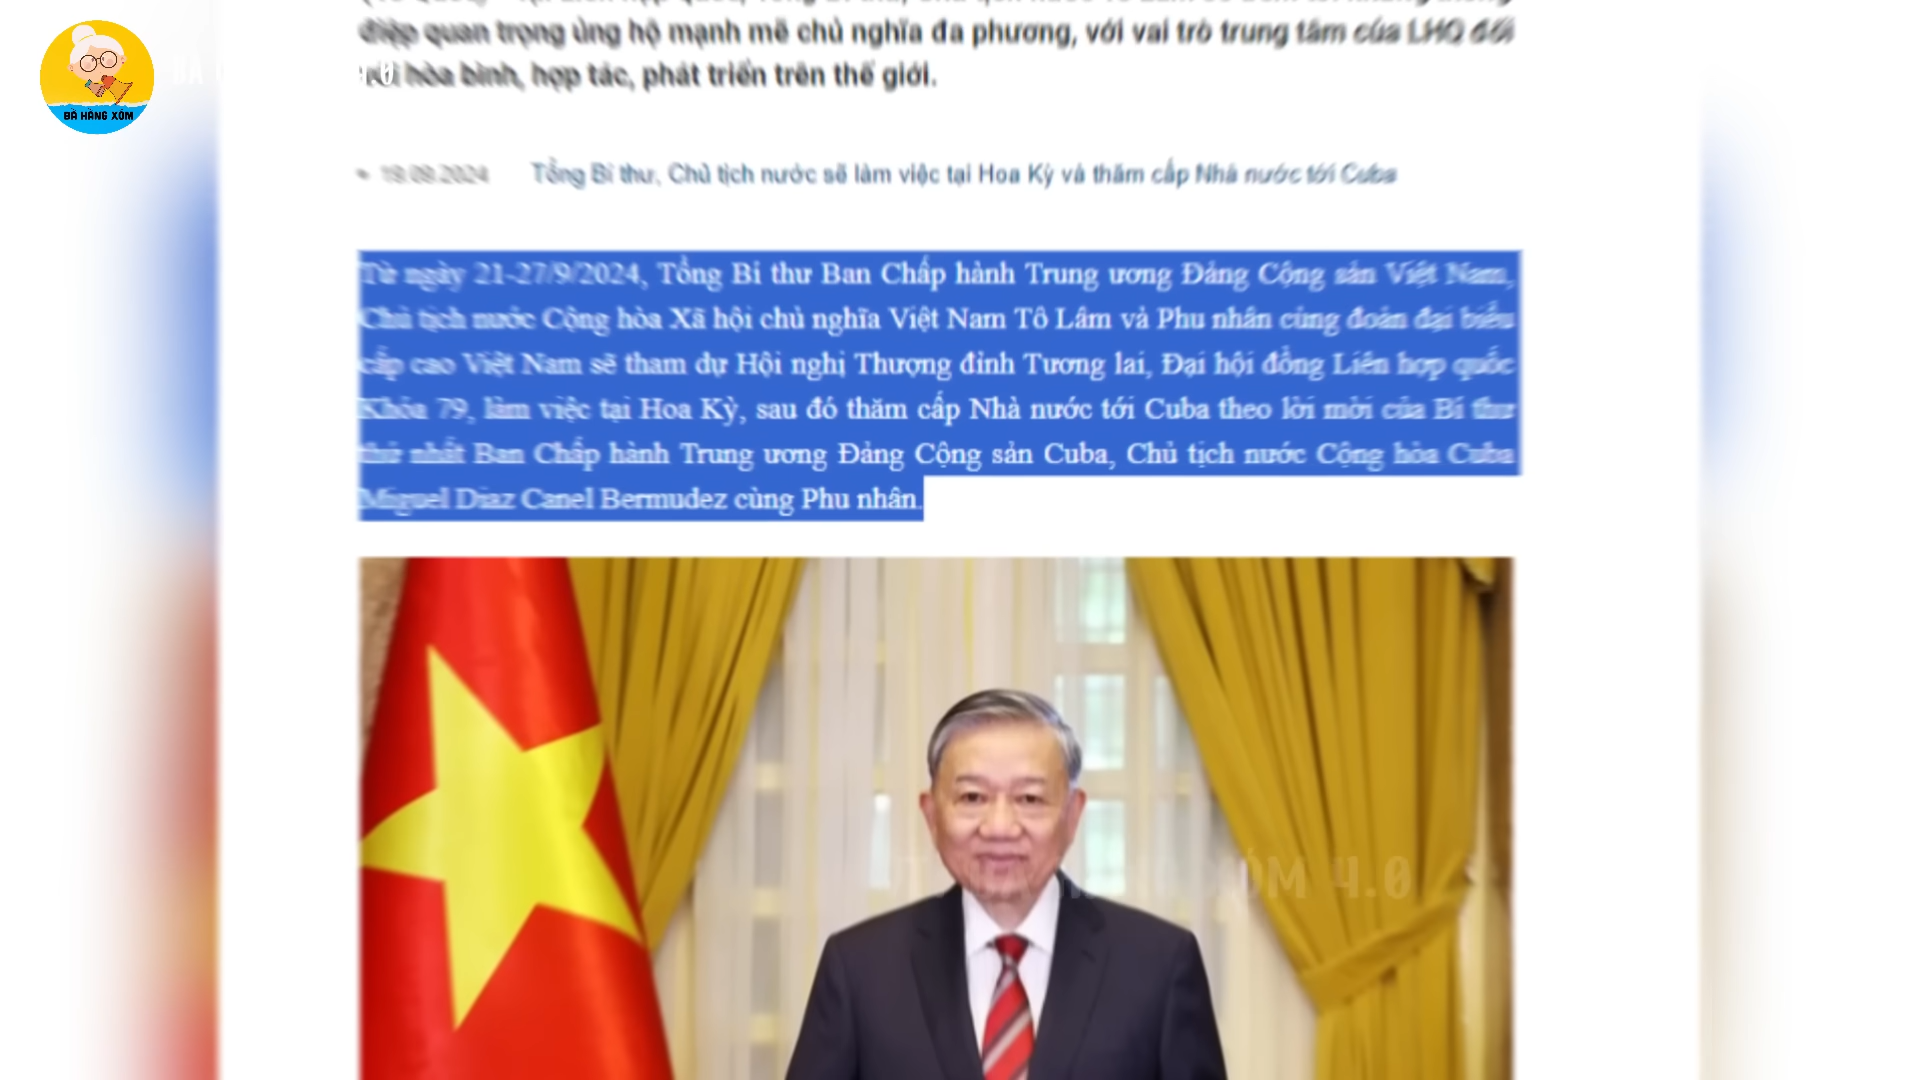 điệp quan trọng ủng hộ mạnh mẽ chủ nghĩa đa phương, với vai trò trung tâm của LHQ đối
hòa bình, hợp tác, phát triển trên thế giới.
BÀ HÀNG XÓM
19.09.2024 Tổng Bí thư, Chủ tịch nước sẽ làm việc tại Hoa Kỳ và thăm cấp Nhà nước tới Cuba
Từ ngày 21-27/9/2024, Tổng Bí thư Ban Chấp hành Trung ương Đảng Cộng sản Việt Nam,
Chủ tịch nước Cộng hòa Xã hội chủ nghĩa Việt Nam Tô Lâm và Phu nhân cùng đoàn đại biểu
cấp cao Việt Nam sẽ tham dự Hội nghị Thượng đỉnh Tương lai, Đại hội đồng Liên hợp quốc
Khóa 79, làm việc tại Hoa Kỳ, sau đó thăm cấp Nhà nước tới Cuba theo lời mời của Bí thư
thứ nhất Ban Chấp hành Trung ương Đảng Cộng sản Cuba, Chủ tịch nước Cộng hòa Cuba
Miguel Diaz Canel Bermudez cùng Phu nhân.
XÓM 4.0